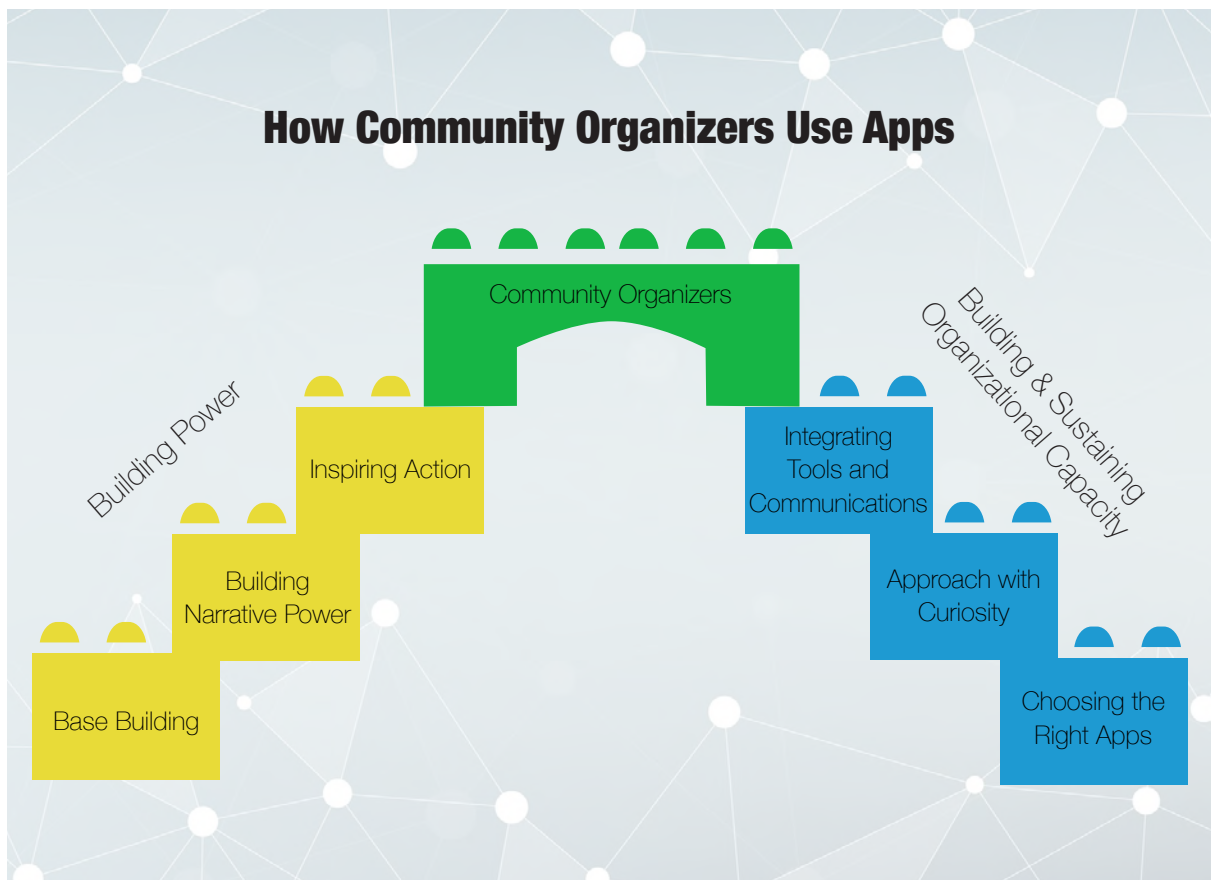 How Community Organizers Use Apps
Community Organizers
Building Power
Inspiring Action
Building
Narrative Power
Base Building
Building & Sustaining
Organizational Capacity
Integrating
Tools and
Communications
Approach with
Curiosity
Choosing the
Right Apps